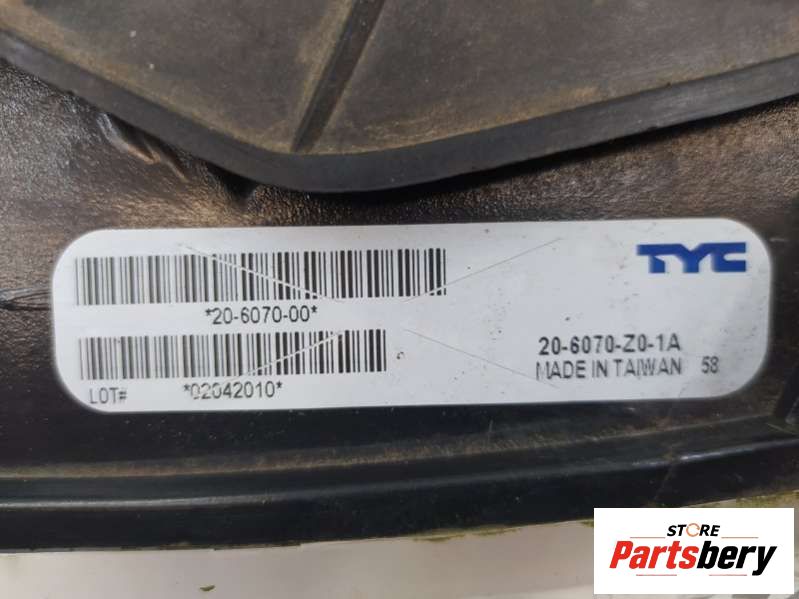 TYC
*20-6070-00*
20-6070-Z0-1A
MADE IN TAIWAN 58
LOT# *02042010*
STORE
Partsbery